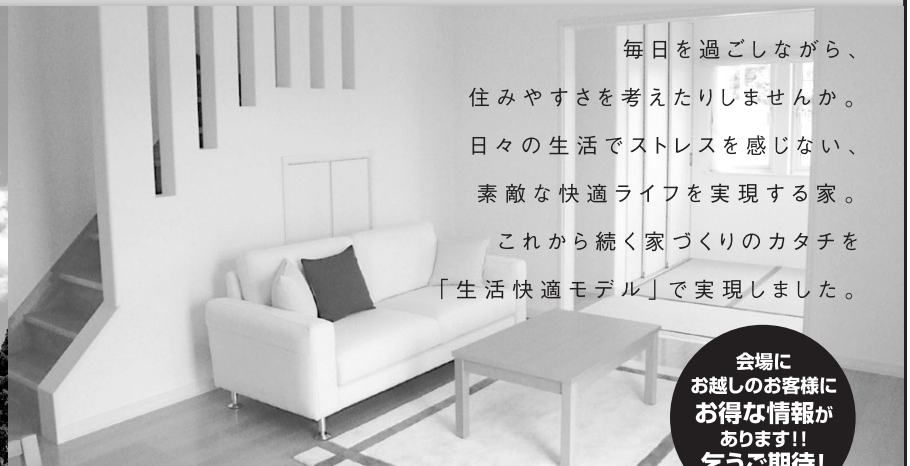 毎日を過ごしながら、
住みやすさを考えたりしませんか。
日々の生活でストレスを感じない、
素敵な快適ライフを実現する家。
これから続く家づくりのカタチを
「生活快適モデル」で実現しました。
会場に
お越しのお客様に
お得な情報が
あります!!
乞うご期待!